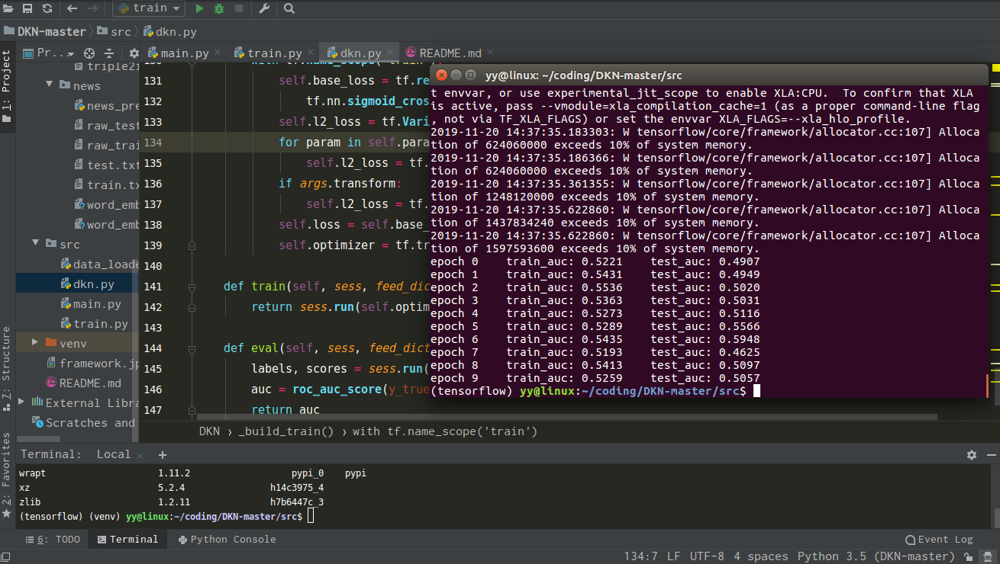 train
DKN-master
src
dkn.py
1: Project
Pr...
main.py
train.py
dkn.py
README.md
triple2i
news
news_pre
raw_test
raw_trai
test.txt
train.tx
word_emb
word_emb
src
data_loade
dkn.py
main.py
train.py
venv
framework.jp
README.md
External Libra
Scratches and
Z: Structure
2: Favorites
130 with tf.name_scope('train'):
131 self.base_loss = tf.re
132 tf.nn.sigmoid_cros
133 self.l2_loss = tf.Vari
134 for param in self.para
135 self.l2_loss = tf.
136 if args.transform:
137 self.l2_loss = tf.
138 self.loss = self.base_
139 self.optimizer = tf.tr
140
141 def train(self, sess, feed_dic
142 return sess.run(self.optim
143
144 def eval(self, sess, feed_dict
145 labels, scores = sess.run(
146 auc = roc_auc_score(y_true
147 return auc
DKN › _build_train() › with tf.name_scope('train')
yy@linux: ~/coding/DKN-master/src
t envvar, or use experimental_jit_scope to enable XLA:CPU.  To confirm that XLA
is active, pass --vmodule=xla_compilation_cache=1 (as a proper command-line flag
, not via TF_XLA_FLAGS) or set the envvar XLA_FLAGS=--xla_hlo_profile.
2019-11-20 14:37:35.183303: W tensorflow/core/framework/allocator.cc:107] Alloca
tion of 624060000 exceeds 10% of system memory.
2019-11-20 14:37:35.186366: W tensorflow/core/framework/allocator.cc:107] Alloca
tion of 624060000 exceeds 10% of system memory.
2019-11-20 14:37:35.361355: W tensorflow/core/framework/allocator.cc:107] Alloca
tion of 1248120000 exceeds 10% of system memory.
2019-11-20 14:37:35.622860: W tensorflow/core/framework/allocator.cc:107] Alloca
tion of 1437834240 exceeds 10% of system memory.
2019-11-20 14:37:35.622860: W tensorflow/core/framework/allocator.cc:107] Alloca
tion of 1597593600 exceeds 10% of system memory.
epoch 0    train_auc: 0.5221    test_auc: 0.4907
epoch 1    train_auc: 0.5431    test_auc: 0.4949
epoch 2    train_auc: 0.5536    test_auc: 0.5020
epoch 3    train_auc: 0.5363    test_auc: 0.5031
epoch 4    train_auc: 0.5273    test_auc: 0.5116
epoch 5    train_auc: 0.5289    test_auc: 0.5566
epoch 6    train_auc: 0.5435    test_auc: 0.5948
epoch 7    train_auc: 0.5193    test_auc: 0.4625
epoch 8    train_auc: 0.5413    test_auc: 0.5097
epoch 9    train_auc: 0.5259    test_auc: 0.5057
(tensorflow) yy@linux:~/coding/DKN-master/src$
Terminal: Local
wrapt 1.11.2 pypi_0 pypi
xz 5.2.4 h14c3975_4
zlib 1.2.11 h7b6447c_3
(tensorflow) (venv) yy@linux:~/coding/DKN-master/src$
6: TODO Terminal Python Console Event Log
134:7 LF UTF-8 4 spaces Python 3.5 (DKN-master)